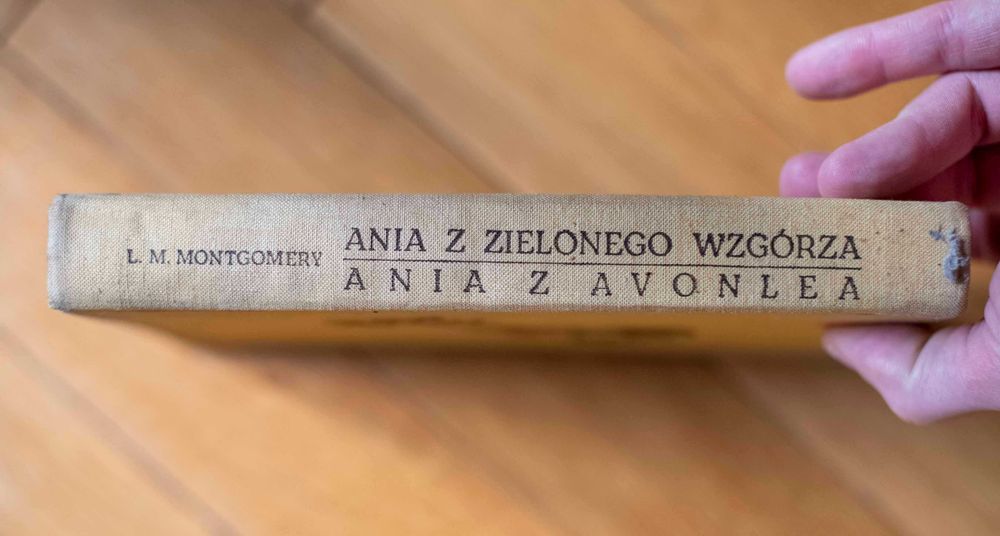 L. M. MONTGOMERY
ANIA Z ZIELONEGO WZGÓRZA
ANIA Z AVONLEA